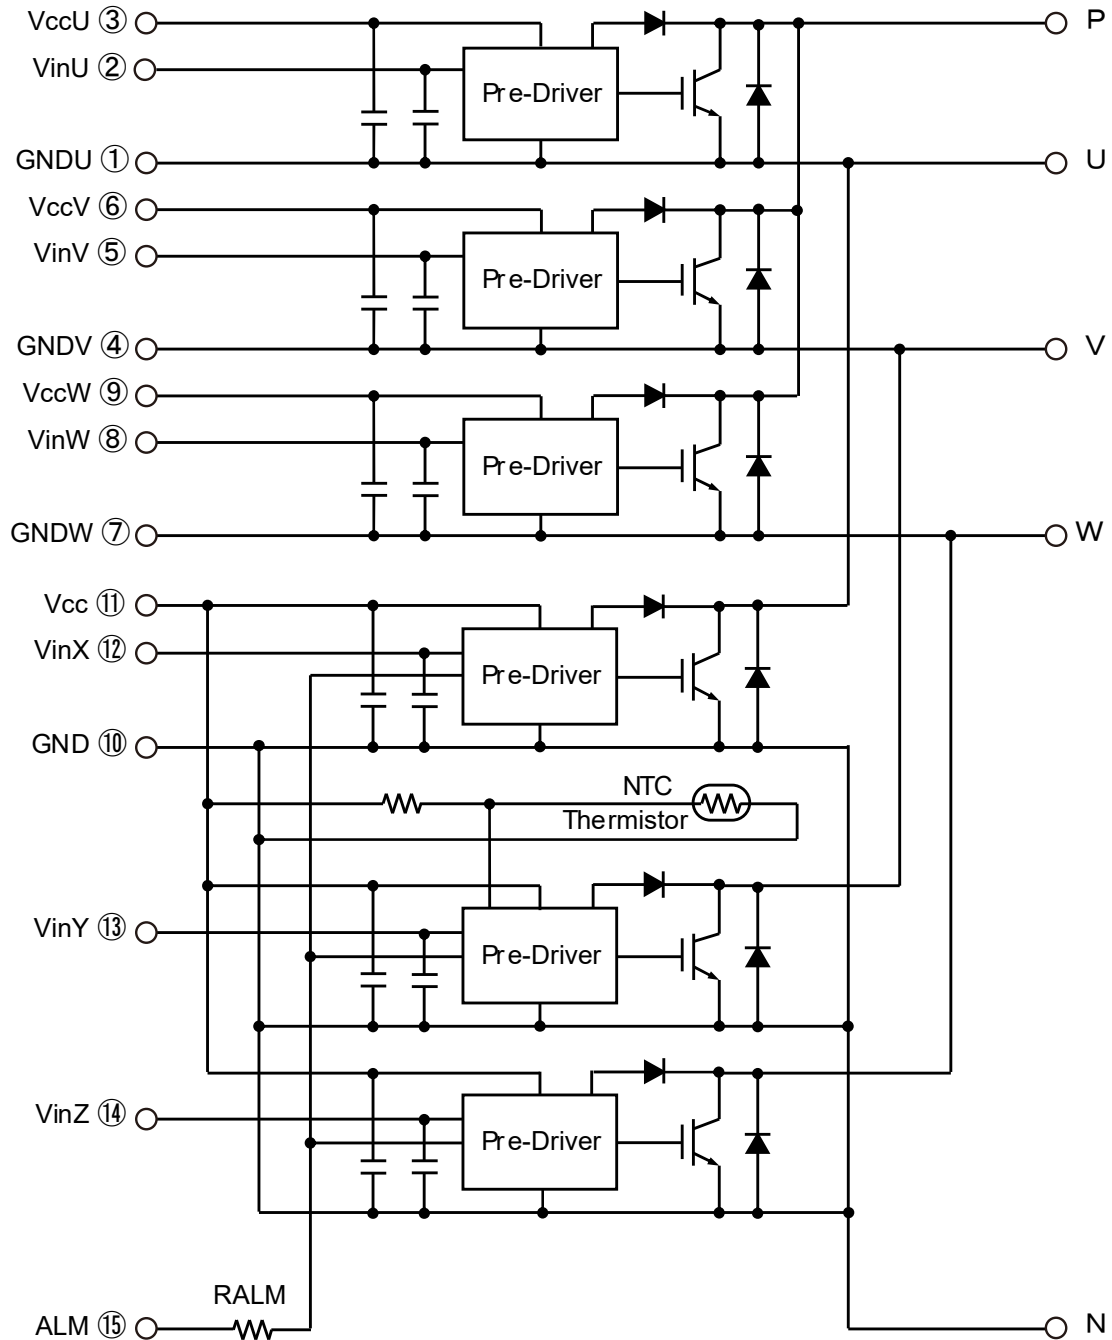 VccU ③
P
VinU ②
Pre-Driver
GNDU ①
U
VccV ⑥
VinV ⑤
Pre-Driver
GNDV ④
V
VccW ⑨
VinW ⑧
Pre-Driver
GNDW ⑦
W
Vcc ⑪
VinX ⑫
Pre-Driver
GND ⑩
NTC
Thermistor
VinY ⑬
Pre-Driver
VinZ ⑭
Pre-Driver
RALM
ALM ⑮
N